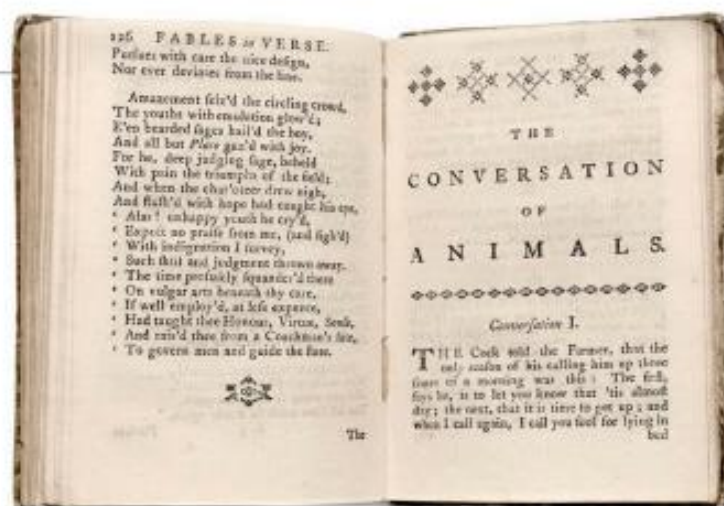 126 FABLES in VERSE.
Pursues with care the nice design,
Nor ever deviates from the line.
Amazement seiz'd the circling crowd,
The youths with emulation glow'd;
E'en bearded sages hail'd the boy,
And all but Plato gaz'd with joy.
For he, deep judging sage, beheld
With pain the triumphs of the field;
And when the char'oteer drew nigh,
And flush'd with hope had caught his eye,
' Alas! unhappy youth he cry'd,
' Expect no praise from me, (and sigh'd)
' With indignation I survey,
' Such skill and judgment thrown away.
' The time profusely squander'd there
' On vulgar arts beneath thy care,
' If well employ'd, at less expence,
' Had taught thee Honour, Virtue, Sense,
' And rais'd thee from a Coachman's fate,
' To govern men and guide the state.
The
THE
CONVERSATION
OF
ANIMALS.
Conversation I.
THE Cock told the Farmer, that the
only reason of his calling him up three
times of a morning was this: The first,
says he, is to let you know that 'tis almost
day; the next, that it is time to get up; and
when I call again, I call you fool for lying in
bed